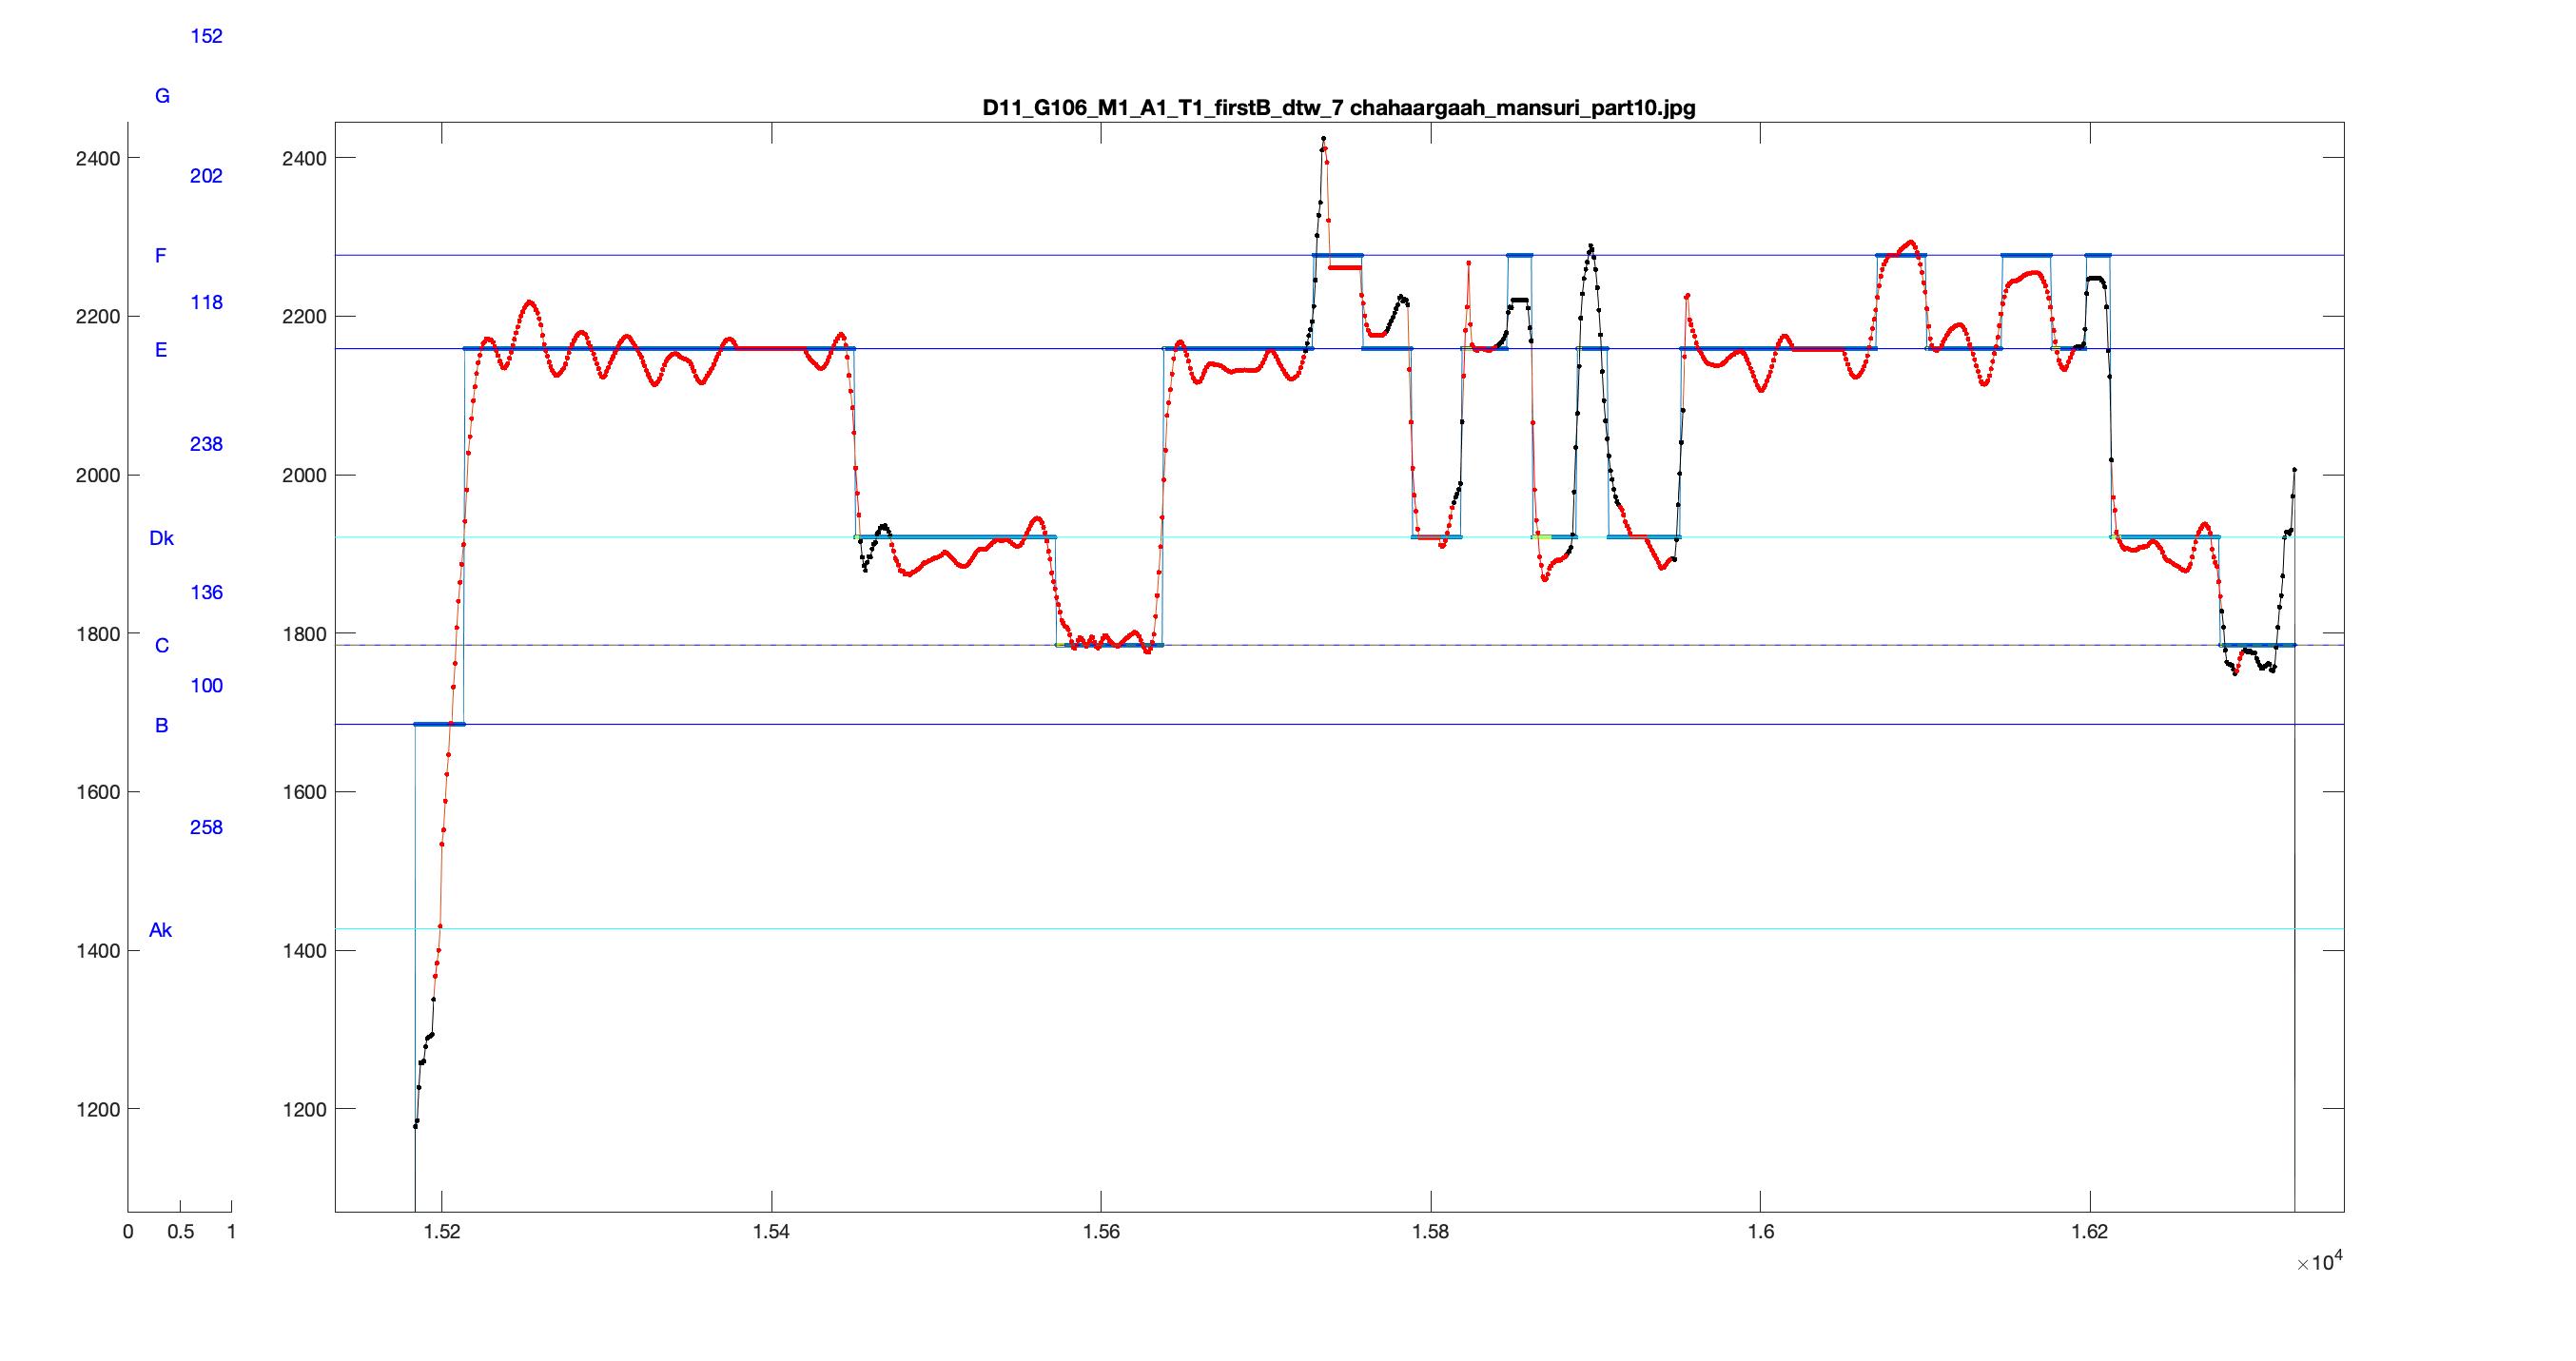 152
G
D11_G106_M1_A1_T1_firstB_dtw_7 chahaargaah_mansuri_part10.jpg
2400 2400
202
F
118
2200 2200
E
238
2000 2000
Dk
136
1800 1800
C
100
B
1600 1600
258
Ak
1400 1400
1200 1200
0 0.5 1 1.52 1.54 1.56 1.58 1.6 1.62
×10^4